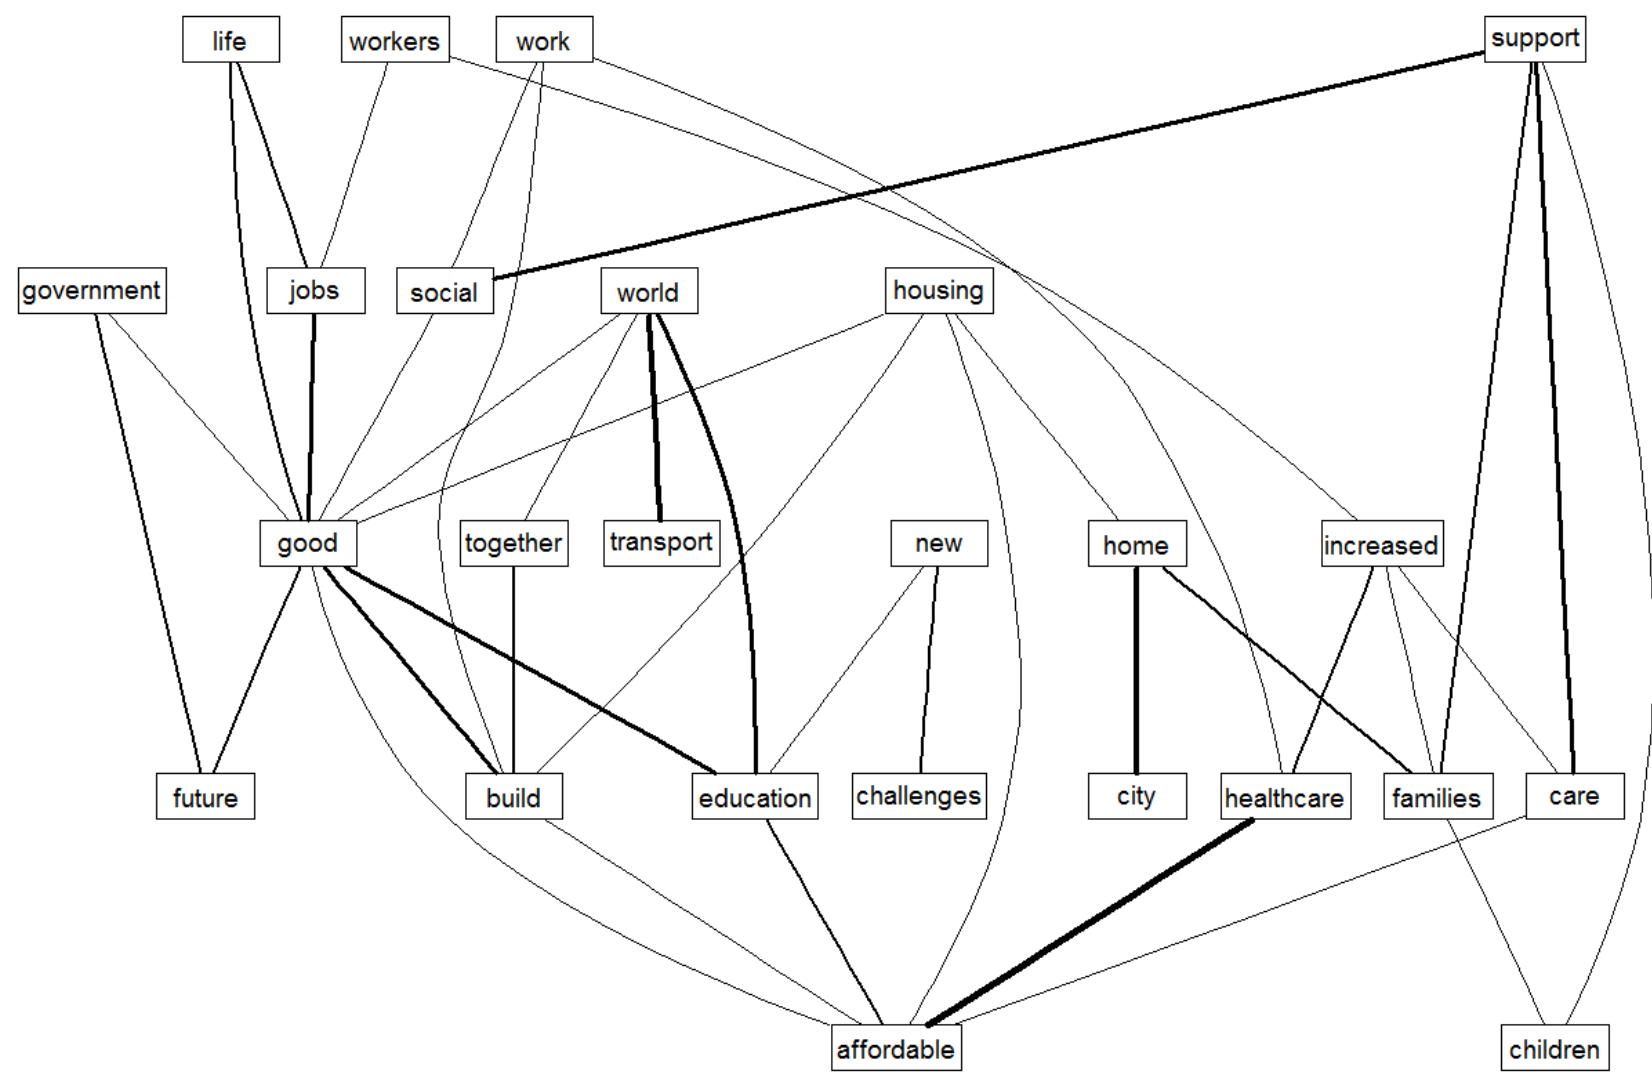 life
workers
work
support
government
jobs
social
world
housing
good
together
transport
new
home
increased
future
build
education
challenges
city
healthcare
families
care
affordable
children